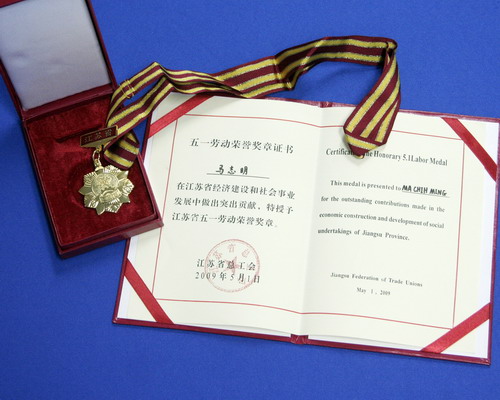 江苏省
五一劳动荣誉奖章证书
马志明
在江苏省经济建设和社会事业
发展中做出突出贡献，特授予
江苏省五一劳动荣誉奖章。
江苏省总工会
2009年5月1日
Certificate the Honorary 5.1Labor Medal
This medal is presented to MA CHIH MING
for the outstanding contributions made in the
economic construction and development of social
undertakings of Jiangsu Province.
Jiangsu Federation of Trade Unions
May 1, 2009